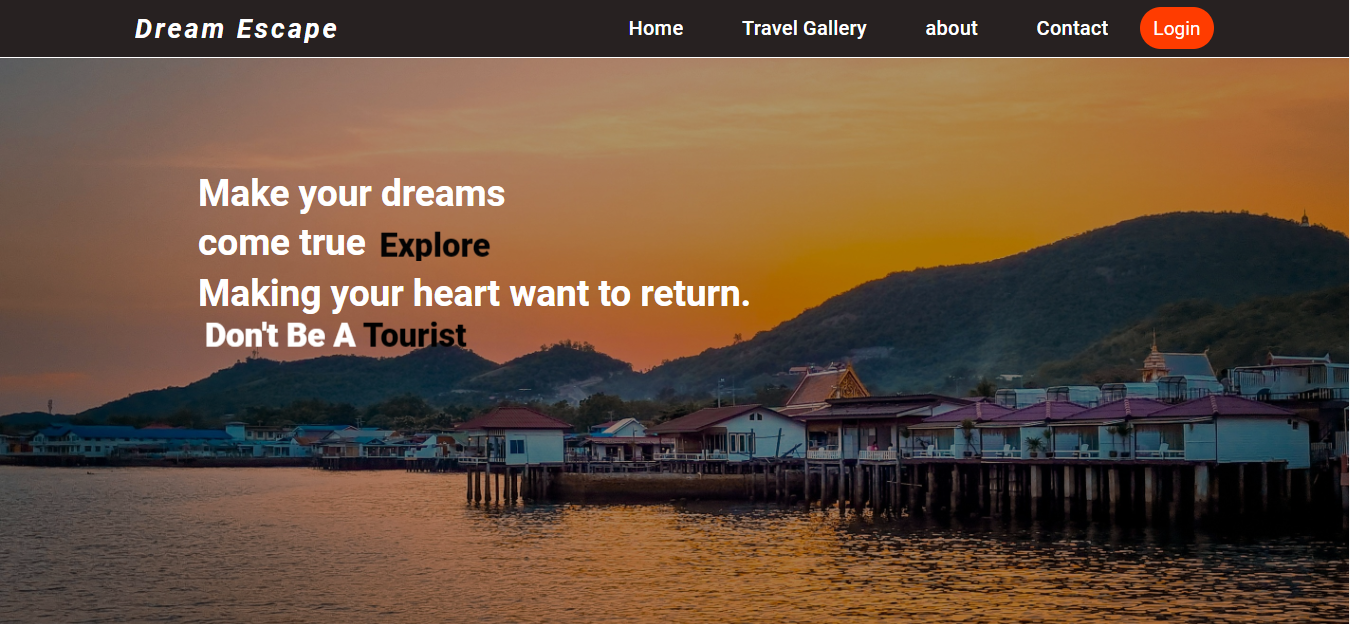 Dream Escape Home Travel Gallery about Contact Login
Make your dreams
come true Explore
Making your heart want to return.
Don't Be A Tourist